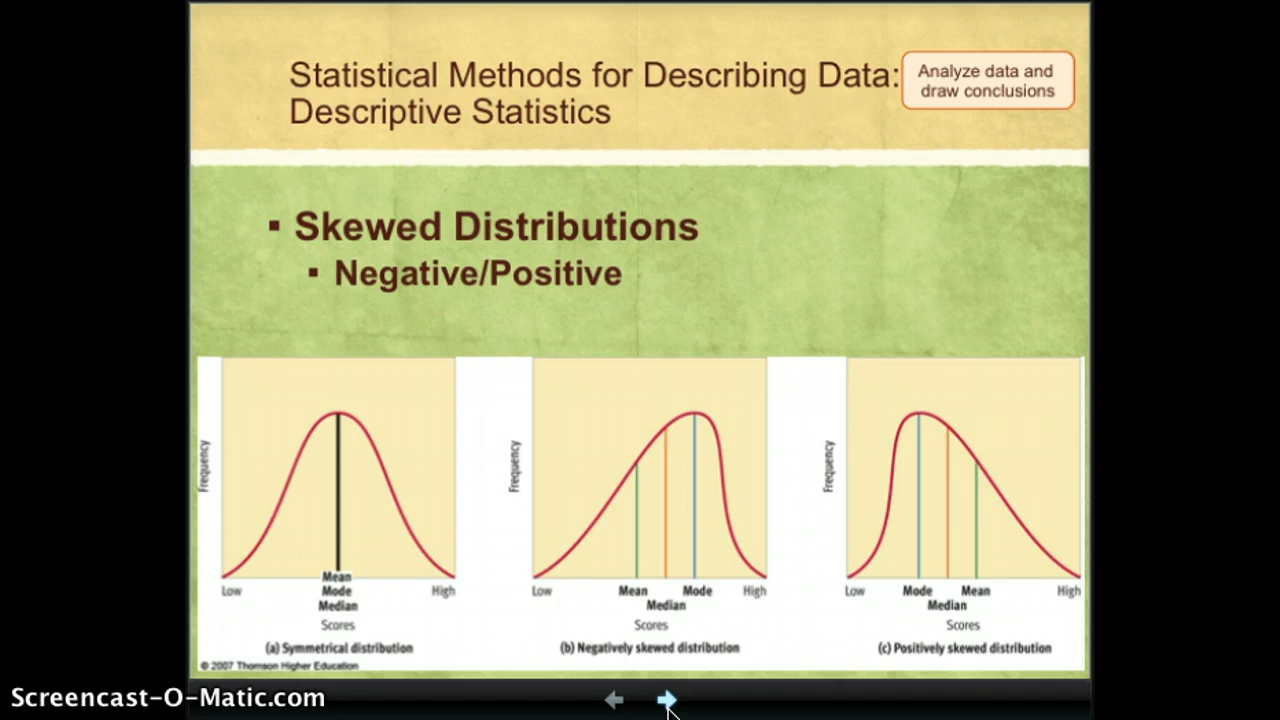 Statistical Methods for Describing Data:
Descriptive Statistics
Analyze data and
draw conclusions
▪ Skewed Distributions
▪ Negative/Positive
Frequency
Low
Mean
High
Mode
Median
Scores
(a) Symmetrical distribution
Frequency
Low
Mean
Mode
High
Median
Scores
(b) Negatively skewed distribution
Frequency
Low
Mode
Mean
High
Median
Scores
(c) Positively skewed distribution
© 2007 Thomson Higher Education
Screencast-O-Matic.com